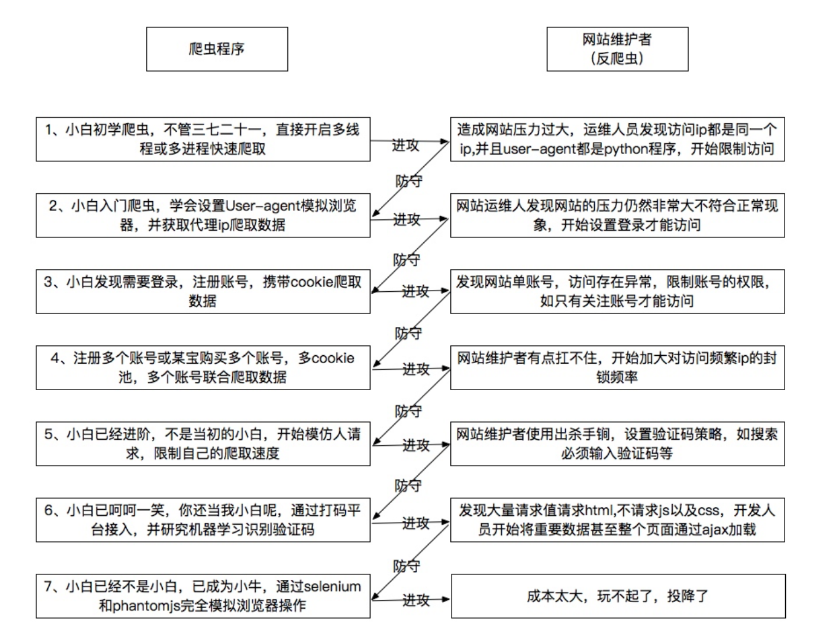 爬虫程序
网站维护者
（反爬虫）
1、小白初学爬虫，不管三七二十一，直接开启多线
程或多进程快速爬取
进攻
造成网站压力过大，运维人员发现访问ip都是同一个
ip,并且user-agent都是python程序，开始限制访问
防守
2、小白入门爬虫，学会设置User-agent模拟浏览
器，并获取代理ip爬取数据
进攻
网站运维人发现网站的压力仍然非常大不符合正常现
象，开始设置登录才能访问
防守
3、小白发现需要登录，注册账号，携带cookie爬取
数据
进攻
发现网站单账号，访问存在异常，限制账号的权限，
如只有关注账号才能访问
防守
4、注册多个账号或某宝购买多个账号，多cookie
池，多个账号联合爬取数据
进攻
网站维护者有点扛不住，开始加大对访问频繁ip的封
锁频率
防守
5、小白已经进阶，不是当初的小白，开始模仿人请
求，限制自己的爬取速度
进攻
网站维护者使用出杀手锏，设置验证码策略，如搜索
必须输入验证码等
防守
6、小白已呵呵一笑，你还当我小白呢，通过打码平
台接入，并研究机器学习识别验证码
进攻
发现大量请求值请求html,不请求js以及css，开发人
员开始将重要数据甚至整个页面通过ajax加载
防守
7、小白已经不是小白，已成为小牛，通过selenium
和phantomjs完全模拟浏览器操作
进攻
成本太大，玩不起了，投降了